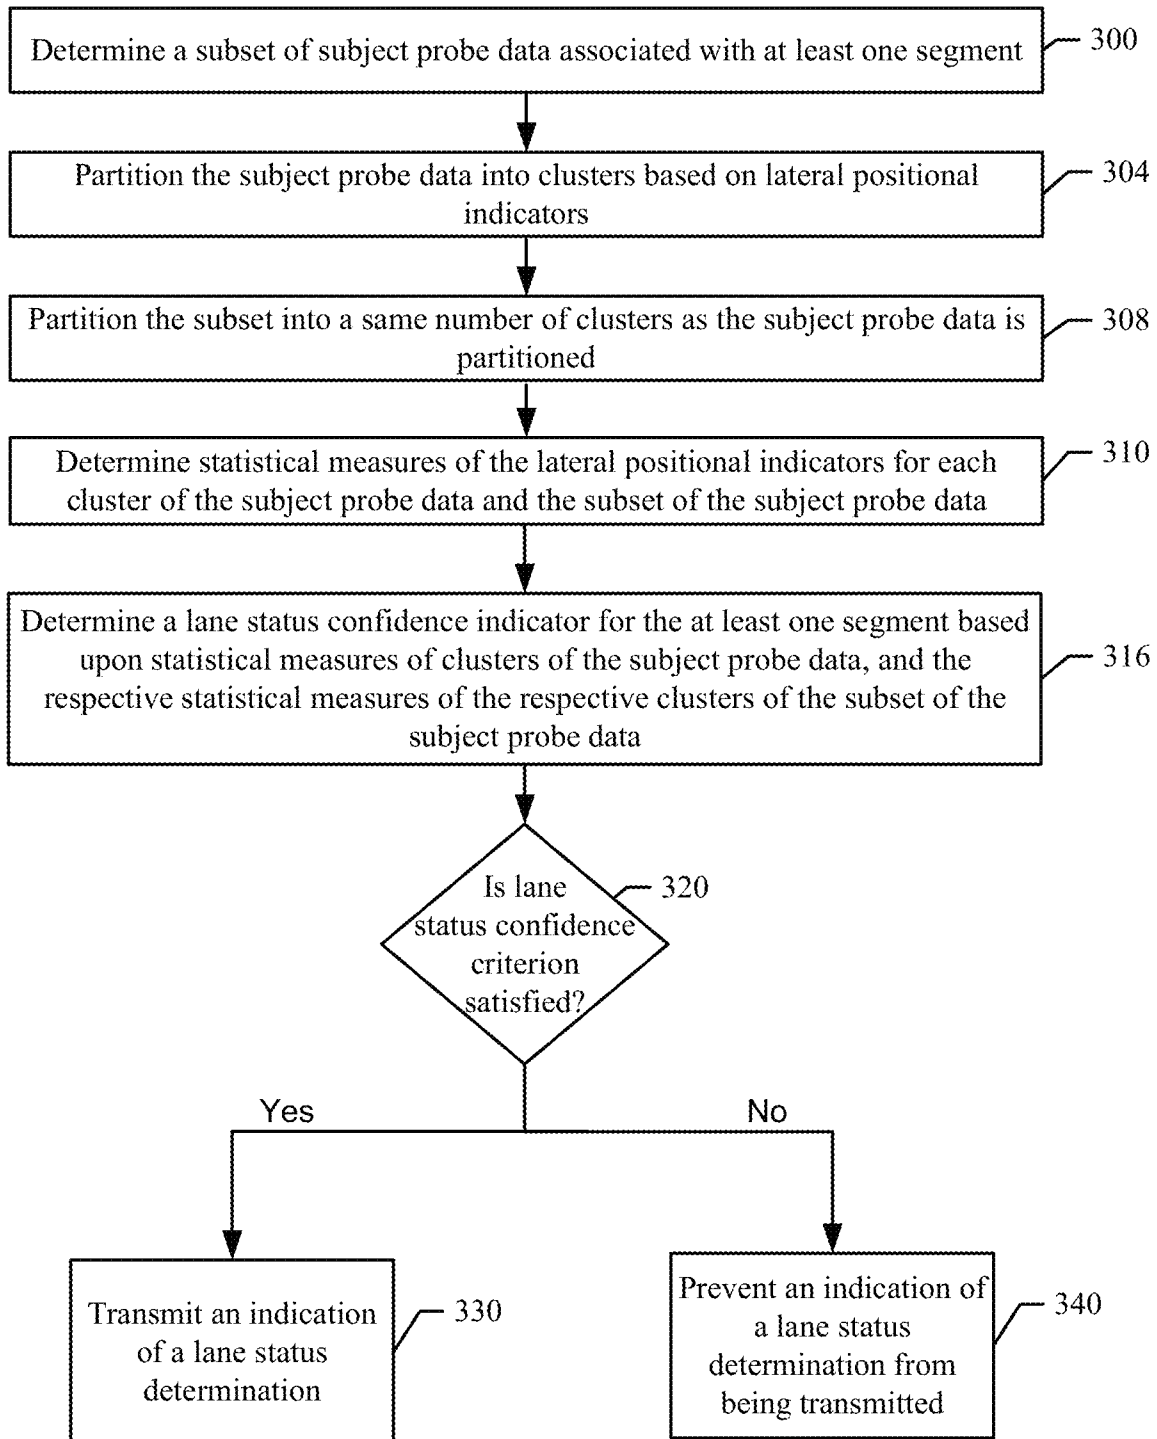 Determine a subset of subject probe data associated with at least one segment
300
Partition the subject probe data into clusters based on lateral positional
indicators
304
Partition the subset into a same number of clusters as the subject probe data is
partitioned
308
Determine statistical measures of the lateral positional indicators for each
cluster of the subject probe data and the subset of the subject probe data
310
Determine a lane status confidence indicator for the at least one segment based
upon statistical measures of clusters of the subject probe data, and the
respective statistical measures of the respective clusters of the subset of the
subject probe data
316
Is lane
status confidence
criterion
satisfied?
320
Yes
No
Transmit an indication
of a lane status
determination
330
Prevent an indication of
a lane status
determination from
being transmitted
340